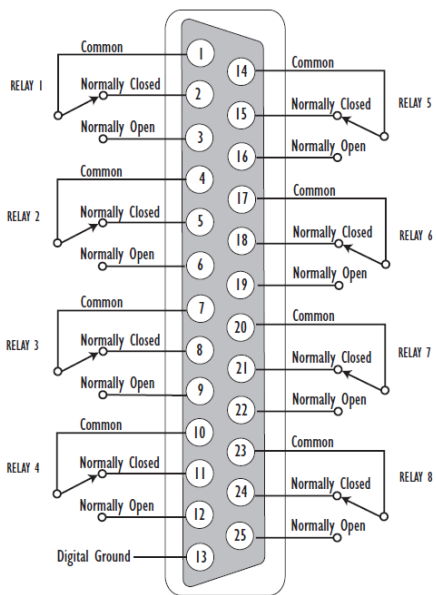 Common
1
RELAY 1
Normally Closed
2
Normally Open
3
Common
4
RELAY 2
Normally Closed
5
Normally Open
6
Common
7
RELAY 3
Normally Closed
8
Normally Open
9
Common
10
RELAY 4
Normally Closed
11
Normally Open
12
Digital Ground
13
14
Common
15
Normally Closed
RELAY 5
16
Normally Open
17
Common
18
Normally Closed
RELAY 6
19
Normally Open
20
Common
21
Normally Closed
RELAY 7
22
Normally Open
23
Common
24
Normally Closed
RELAY 8
25
Normally Open